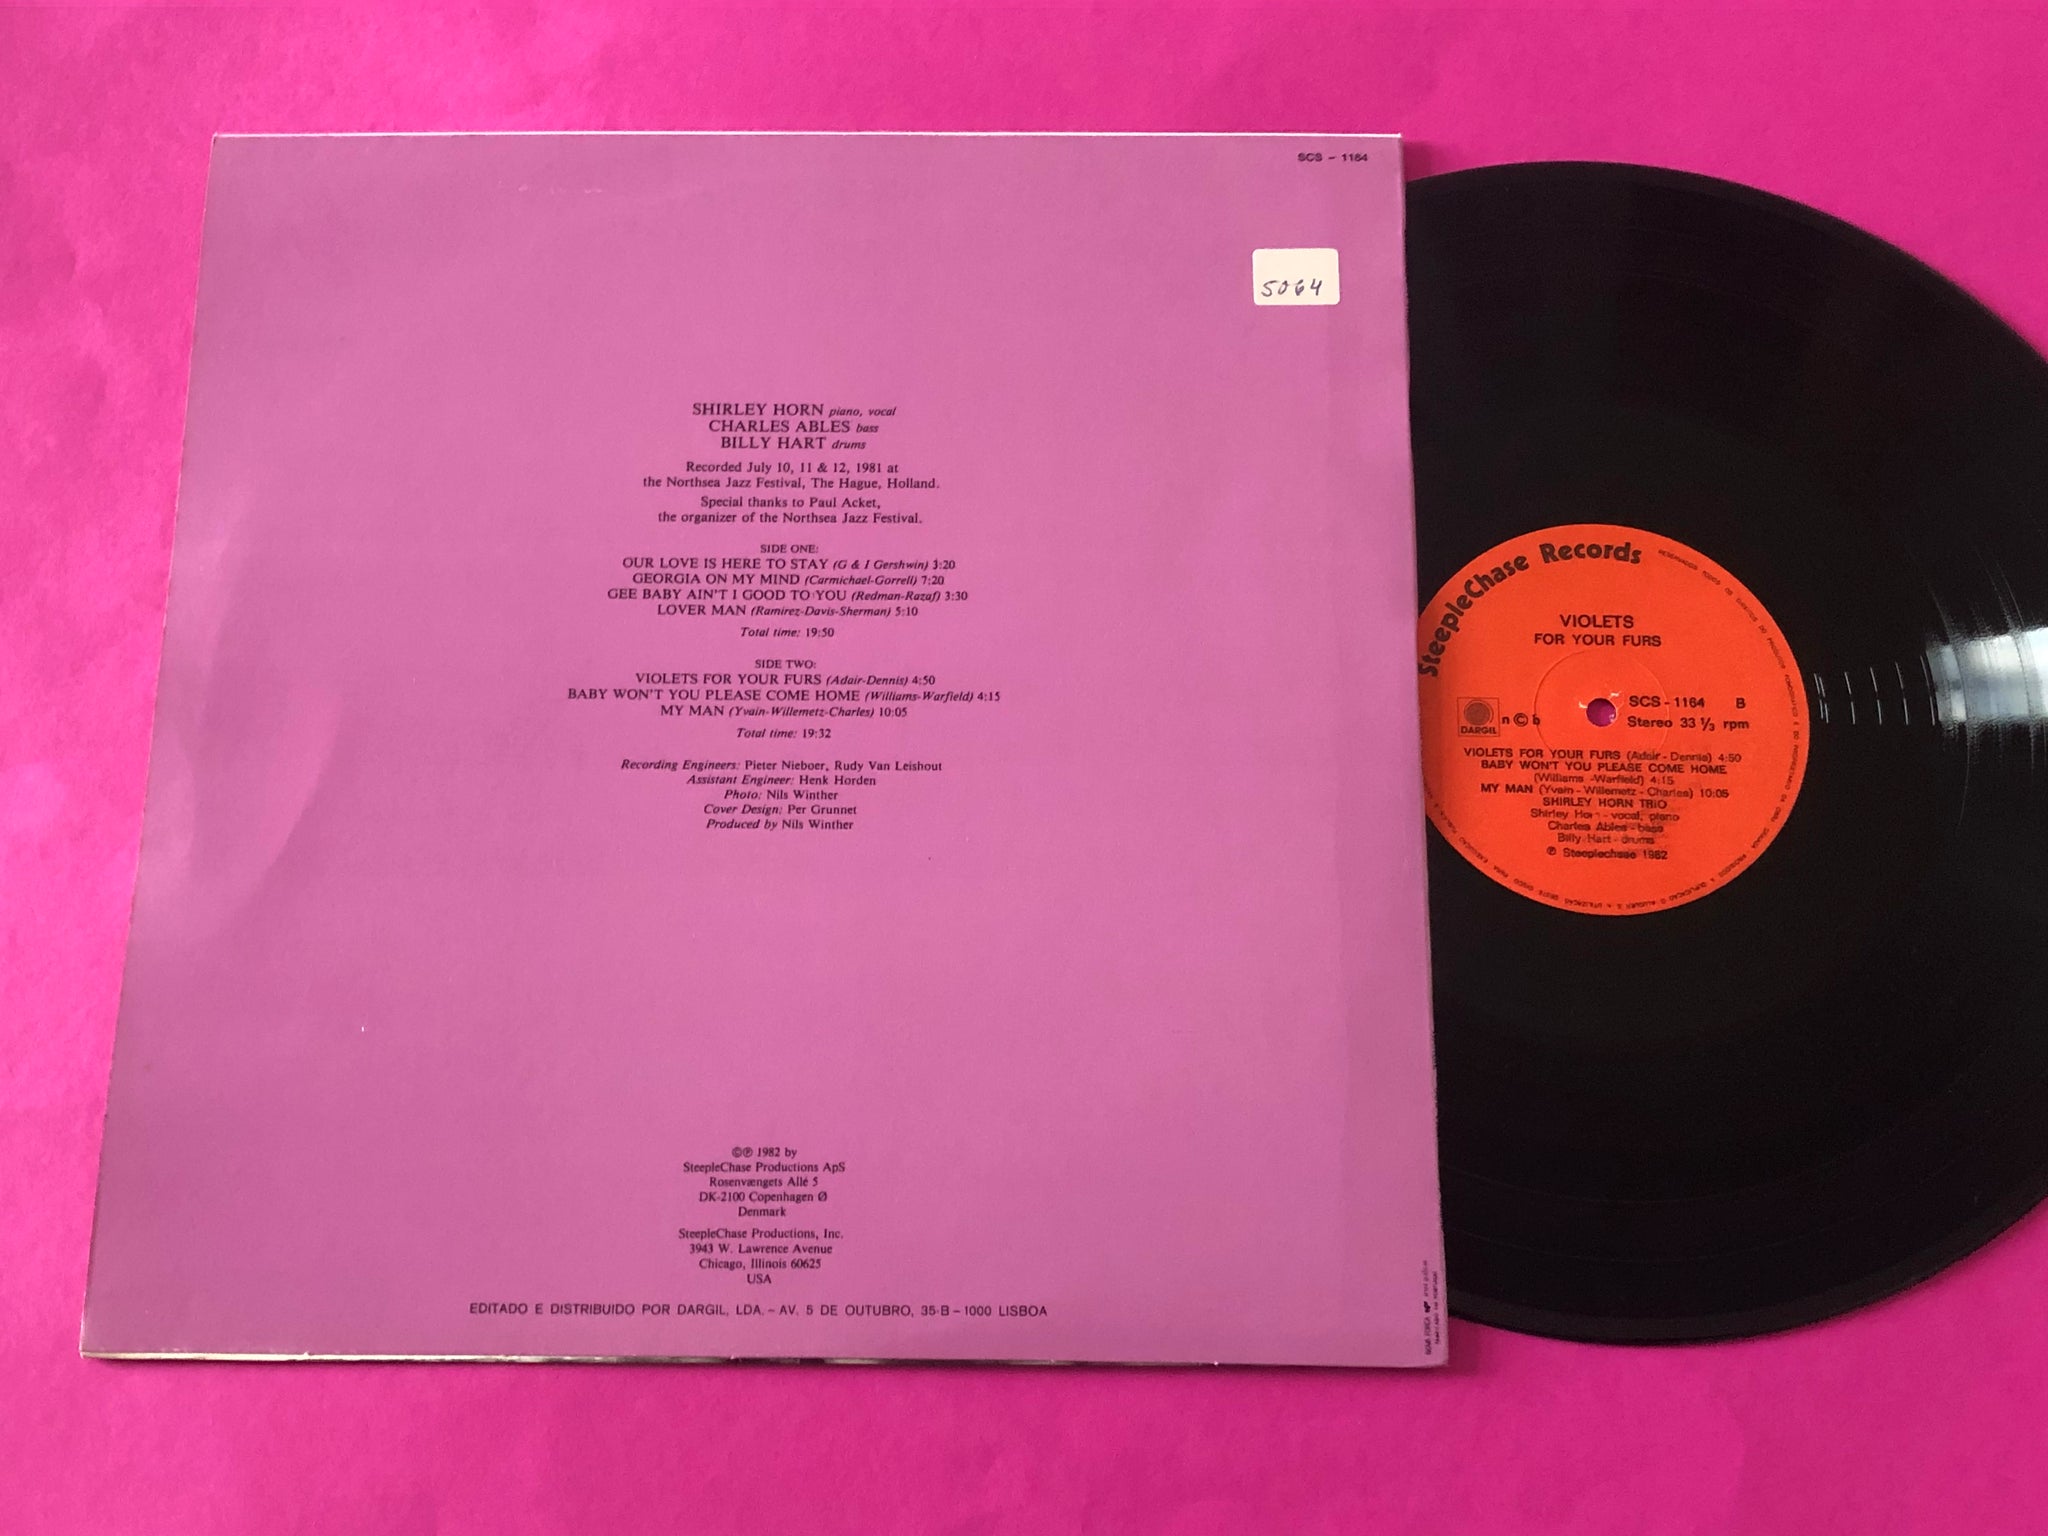 SCS - 1164
5064
SHIRLEY HORN piano, vocal
CHARLES ABLES bass
BILLY HART drums
Recorded July 10, 11 & 12, 1981 at
the Northsea Jazz Festival, The Hague, Holland.
Special thanks to Paul Acket,
the organizer of the Northsea Jazz Festival.
SIDE ONE:
OUR LOVE IS HERE TO STAY (G & I Gershwin) 3:20
GEORGIA ON MY MIND (Carmichael-Gorrell) 7:20
GEE BABY AIN'T I GOOD TO YOU (Redman-Razaf) 3:30
LOVER MAN (Ramirez-Davis-Sherman) 5:10
Total time: 19:50
SIDE TWO:
VIOLETS FOR YOUR FURS (Adair-Dennis) 4:50
BABY WON'T YOU PLEASE COME HOME (Williams-Warfield) 4:15
MY MAN (Yvain-Willemetz-Charles) 10:05
Total time: 19:32
Recording Engineers: Pieter Nieboer, Rudy Van Leishout
Assistant Engineer: Henk Horden
Photo: Nils Winther
Cover Design: Per Grunnet
Produced by Nils Winther
©℗ 1982 by
SteepleChase Productions ApS
Rosenvængets Allé 5
DK-2100 Copenhagen Ø
Denmark
SteepleChase Productions, Inc.
3943 W. Lawrence Avenue
Chicago, Illinois 60625
USA
EDITADO E DISTRIBUIDO POR DARGIL, LDA. – AV. 5 DE OUTUBRO, 35-B – 1000 LISBOA
SteepleChase Records
VIOLETS
FOR YOUR FURS
SCS - 1164 B
DARGIL n©b Stereo 33 1/3 rpm
VIOLETS FOR YOUR FURS (Adair - Dennis) 4:50
BABY WON'T YOU PLEASE COME HOME
(Williams -Warfield) 4:15
MY MAN (Yvain - Willemetz - Charles) 10:05
SHIRLEY HORN TRIO
Shirley Horn - vocal, piano
Charles Ables - bass
Billy Hart - drums
℗ Steeplechase 1982